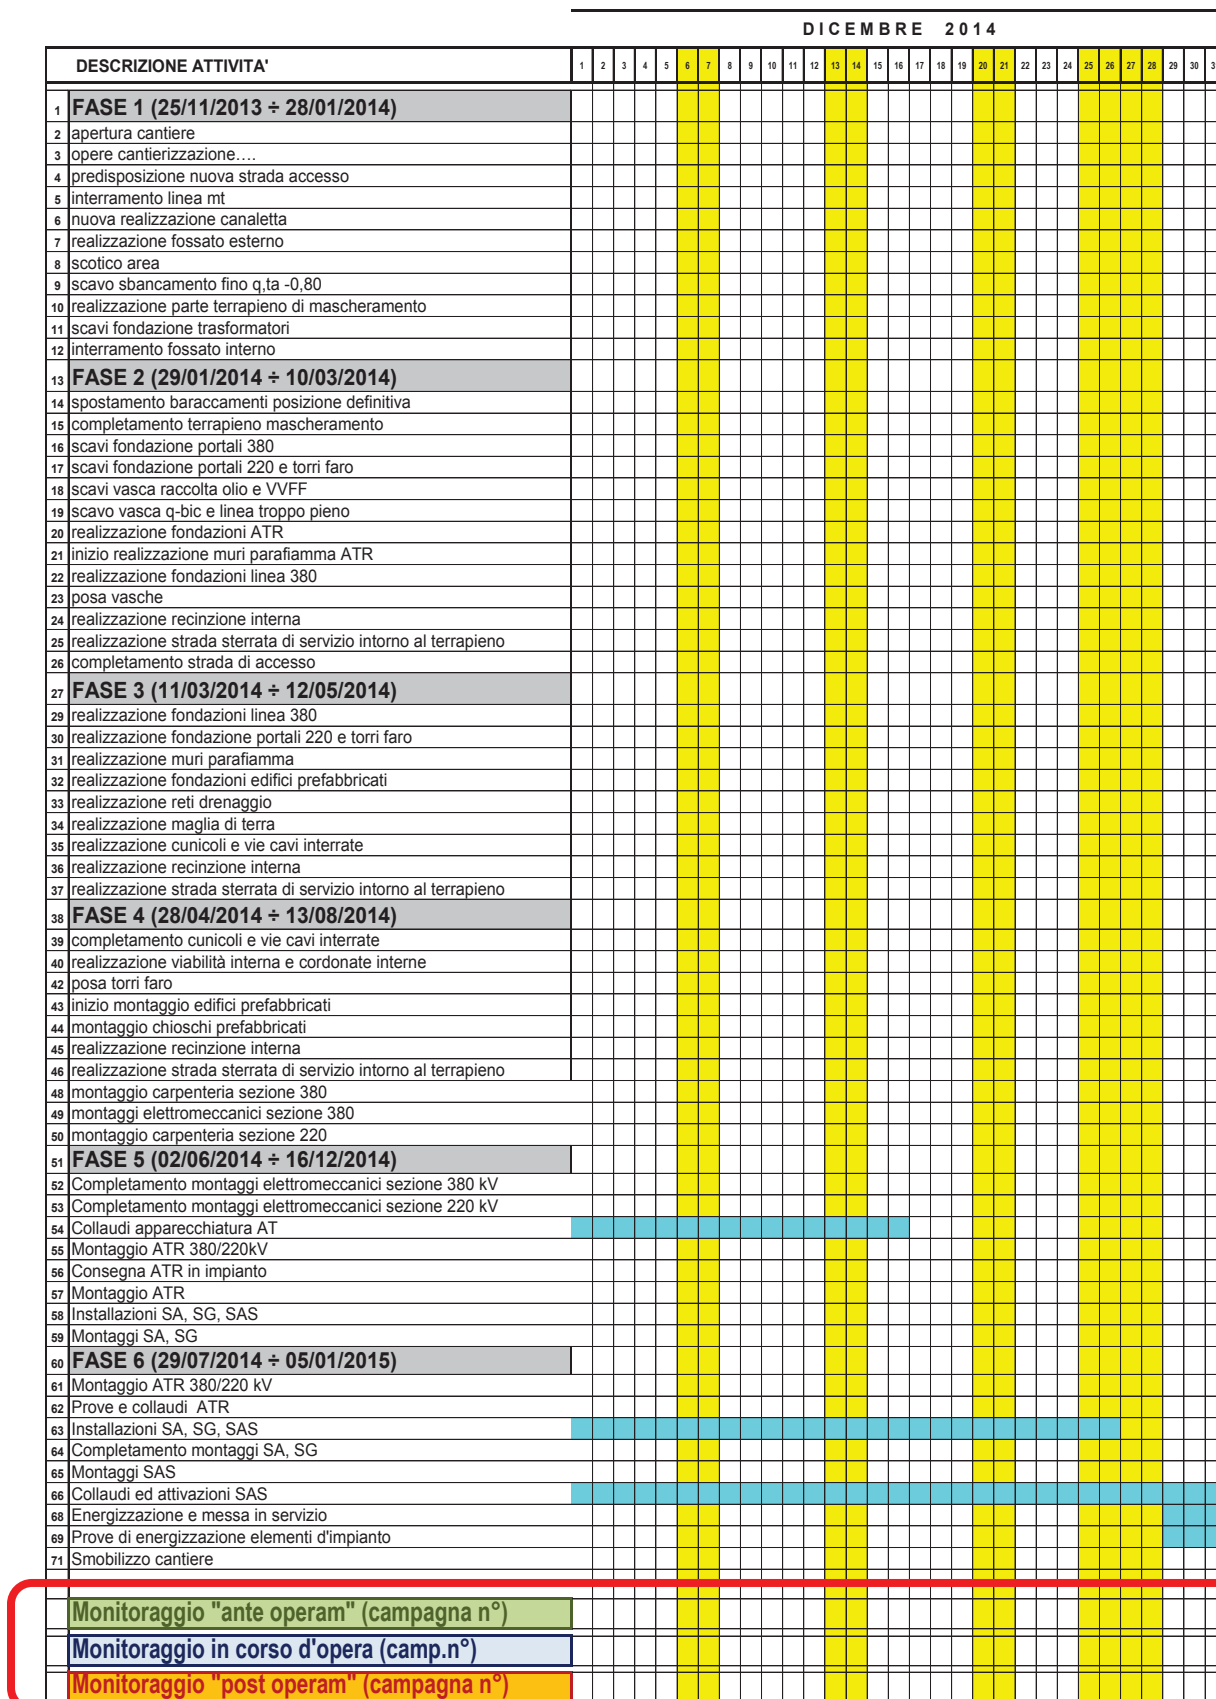 DICEMBRE 2014
DESCRIZIONE ATTIVITA' 1 2 3 4 5 6 7 8 9 10 11 12 13 14 15 16 17 18 19 20 21 22 23 24 25 26 27 28 29 30
1 FASE 1 (25/11/2013 ÷ 28/01/2014)
2 apertura cantiere
3 opere cantierizzazione….
4 predisposizione nuova strada accesso
5 interramento linea mt
6 nuova realizzazione canaletta
7 realizzazione fossato esterno
8 scotico area
9 scavo sbancamento fino q,ta -0,80
10 realizzazione parte terrapieno di mascheramento
11 scavi fondazione trasformatori
12 interramento fossato interno
13 FASE 2 (29/01/2014 ÷ 10/03/2014)
14 spostamento baraccamenti posizione definitiva
15 completamento terrapieno mascheramento
16 scavi fondazione portali 380
17 scavi fondazione portali 220 e torri faro
18 scavi vasca raccolta olio e VVFF
19 scavo vasca q-bic e linea troppo pieno
20 realizzazione fondazioni ATR
21 inizio realizzazione muri parafiamma ATR
22 realizzazione fondazioni linea 380
23 posa vasche
24 realizzazione recinzione interna
25 realizzazione strada sterrata di servizio intorno al terrapieno
26 completamento strada di accesso
27 FASE 3 (11/03/2014 ÷ 12/05/2014)
29 realizzazione fondazioni linea 380
30 realizzazione fondazione portali 220 e torri faro
31 realizzazione muri parafiamma
32 realizzazione fondazioni edifici prefabbricati
33 realizzazione reti drenaggio
34 realizzazione maglia di terra
35 realizzazione cunicoli e vie cavi interrate
36 realizzazione recinzione interna
37 realizzazione strada sterrata di servizio intorno al terrapieno
38 FASE 4 (28/04/2014 ÷ 13/08/2014)
39 completamento cunicoli e vie cavi interrate
40 realizzazione viabilità interna e cordonate interne
42 posa torri faro
43 inizio montaggio edifici prefabbricati
44 montaggio chioschi prefabbricati
45 realizzazione recinzione interna
46 realizzazione strada sterrata di servizio intorno al terrapieno
48 montaggio carpenteria sezione 380
49 montaggi elettromeccanici sezione 380
50 montaggio carpenteria sezione 220
51 FASE 5 (02/06/2014 ÷ 16/12/2014)
52 Completamento montaggi elettromeccanici sezione 380 kV
53 Completamento montaggi elettromeccanici sezione 220 kV
54 Collaudi apparecchiatura AT
55 Montaggio ATR 380/220kV
56 Consegna ATR in impianto
57 Montaggio ATR
58 Installazioni SA, SG, SAS
59 Montaggi SA, SG
60 FASE 6 (29/07/2014 ÷ 05/01/2015)
61 Montaggio ATR 380/220 kV
62 Prove e collaudi ATR
63 Installazioni SA, SG, SAS
64 Completamento montaggi SA, SG
65 Montaggi SAS
66 Collaudi ed attivazioni SAS
68 Energizzazione e messa in servizio
69 Prove di energizzazione elementi d'impianto
71 Smobilizzo cantiere
Monitoraggio "ante operam" (campagna n°)
Monitoraggio in corso d'opera (camp.n°)
Monitoraggio "post operam" (campagna n°)